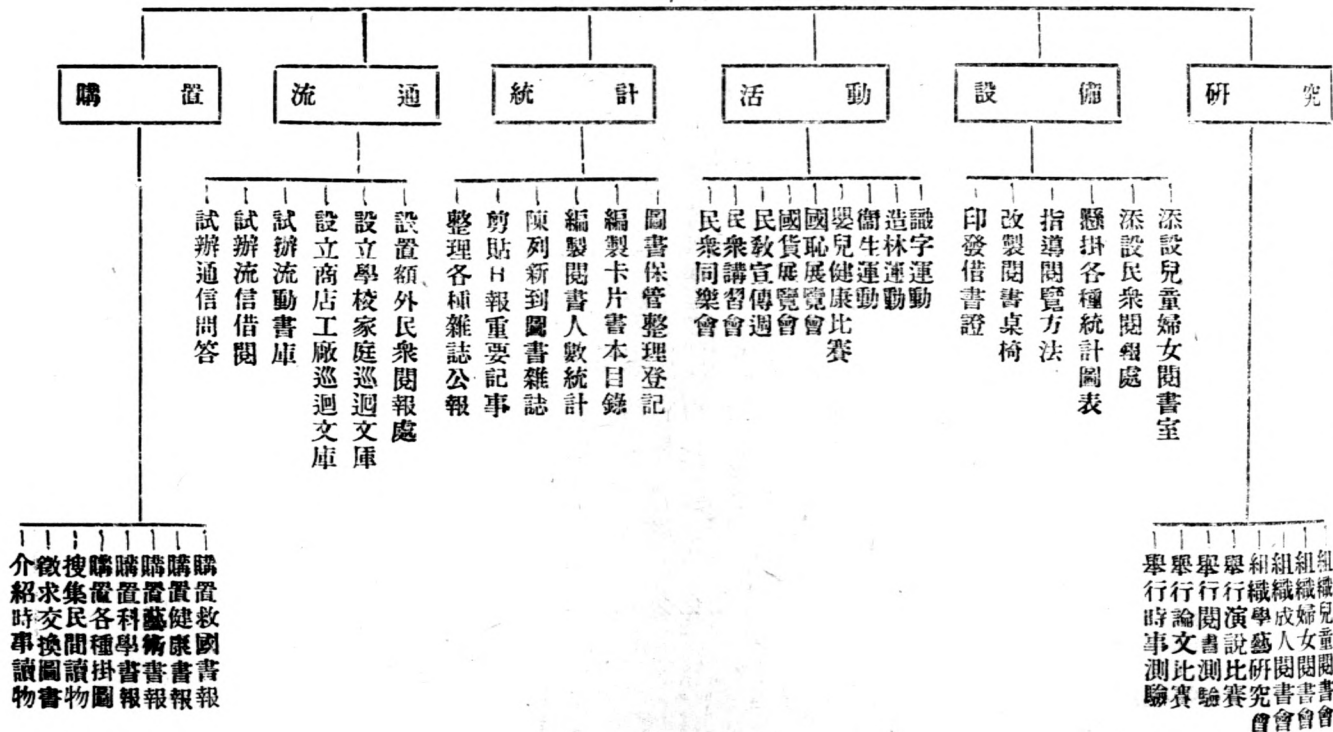 研究
組織兒童閱書會
組織婦女閱書會
組織成人閱書會
組織學藝研究會
舉行演說比賽
舉行閱書測驗
舉行論文比賽
舉行時事測驗
設備
添設兒童婦女閱書室
添設民衆閱報處
懸掛各種統計圖表
指導閱覽方法
改製閱書桌椅
印發借書證
活動
識字運動
造林運動
衞生運動
嬰兒健康比賽
國恥展覽會
國貨展覽會
民敎宣傳週
民衆講習會
民衆同樂會
統計
圖書保管整理登記
編製卡片書本目錄
編製閱書人數統計
陳列新到圖書雜誌
剪貼日報重要記事
整理各種雜誌公報
流通
設置額外民衆閱報處
設立學校家庭巡迴文庫
設立商店工廠巡迴文庫
試辦流動書庫
試辦流信借閱
試辦通信問答
購置
購置救國書報
購置健康書報
購置藝術書報
購置科學書報
購置各種掛圖
搜集民間讀物
徵求交換圖書
介紹時事讀物